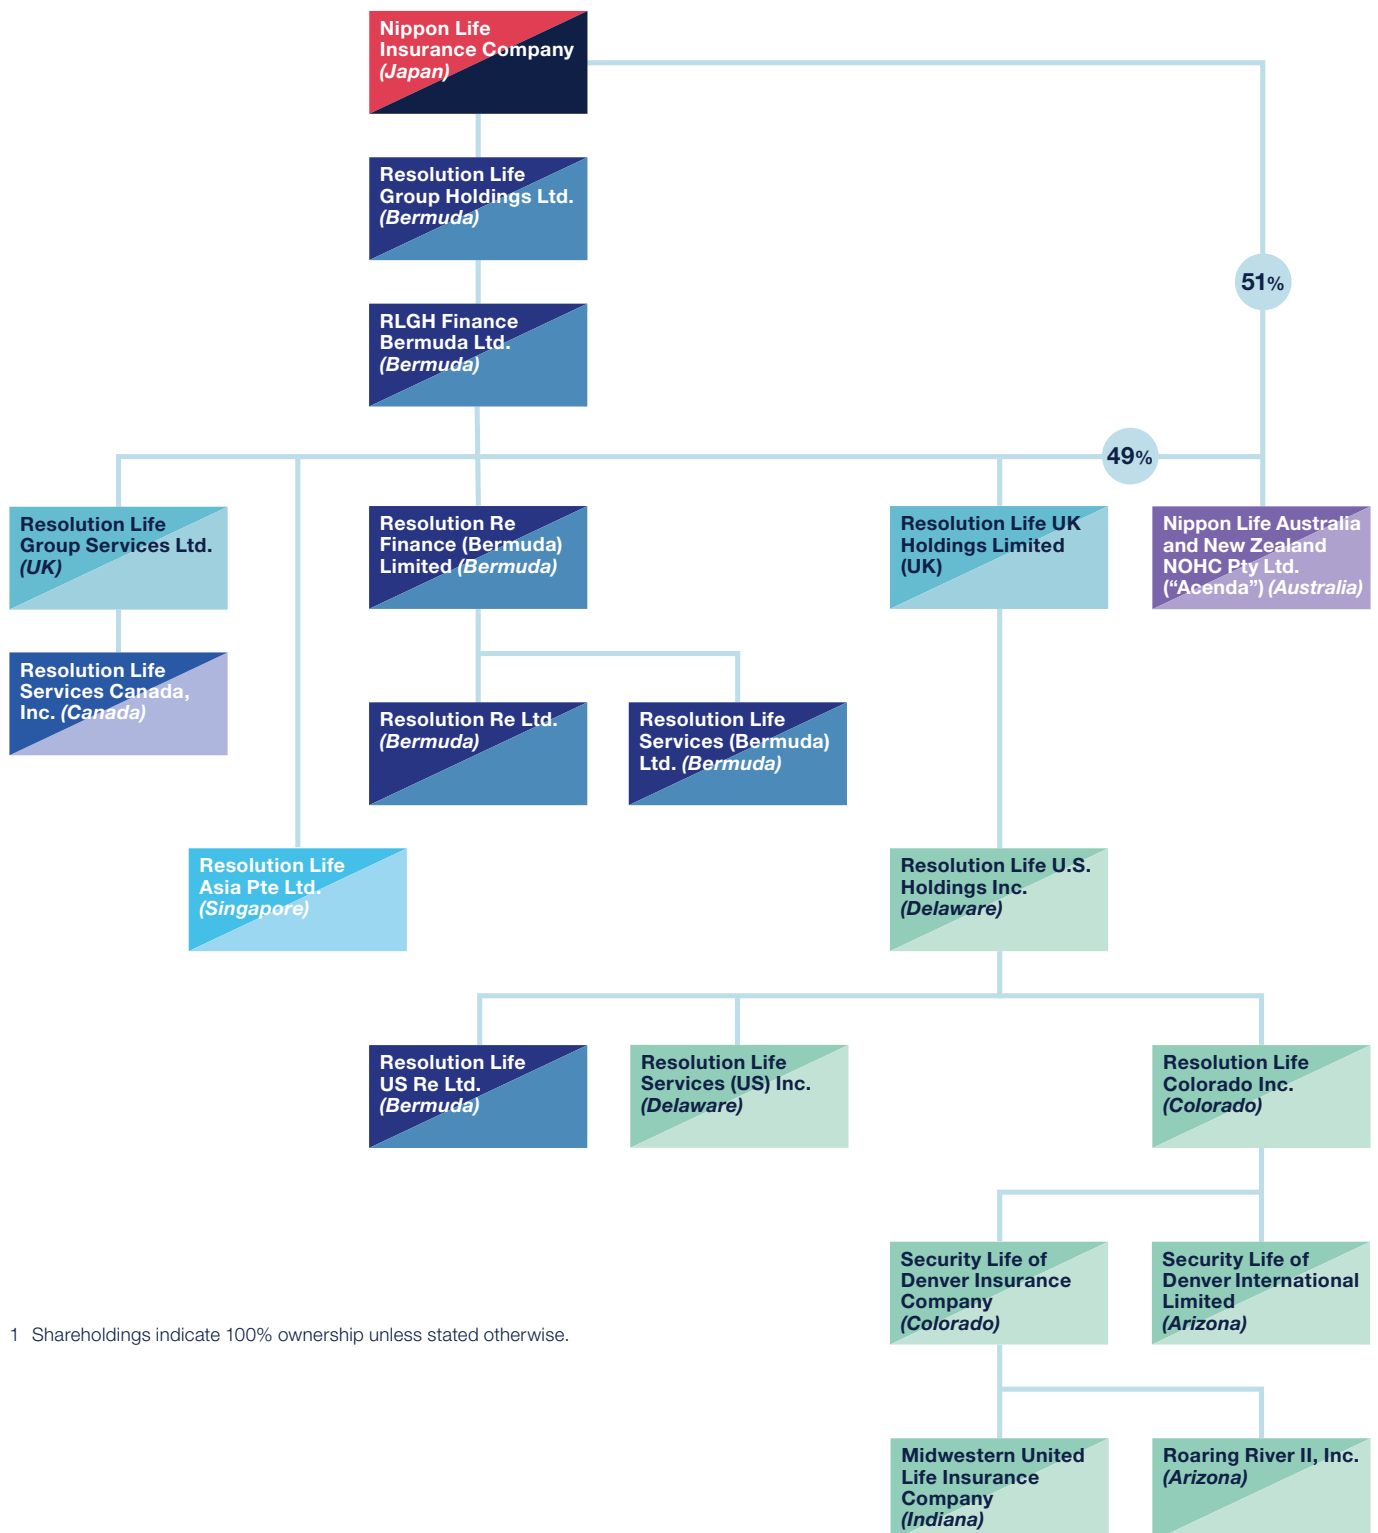 Nippon Life
Insurance Company
(Japan)
Resolution Life
Group Holdings Ltd.
(Bermuda)
51%
RLGH Finance
Bermuda Ltd.
(Bermuda)
49%
Resolution Life
Group Services Ltd.
(UK)
Resolution Re
Finance (Bermuda)
Limited (Bermuda)
Resolution Life UK
Holdings Limited
(UK)
Nippon Life Australia
and New Zealand
NOHC Pty Ltd.
(“Acenda”) (Australia)
Resolution Life
Services Canada,
Inc. (Canada)
Resolution Re Ltd.
(Bermuda)
Resolution Life
Services (Bermuda)
Ltd. (Bermuda)
Resolution Life
Asia Pte Ltd.
(Singapore)
Resolution Life U.S.
Holdings Inc.
(Delaware)
Resolution Life
US Re Ltd.
(Bermuda)
Resolution Life
Services (US) Inc.
(Delaware)
Resolution Life
Colorado Inc.
(Colorado)
Security Life of
Denver Insurance
Company
(Colorado)
Security Life of
Denver International
Limited
(Arizona)
1 Shareholdings indicate 100% ownership unless stated otherwise.
Midwestern United
Life Insurance
Company
(Indiana)
Roaring River II, Inc.
(Arizona)